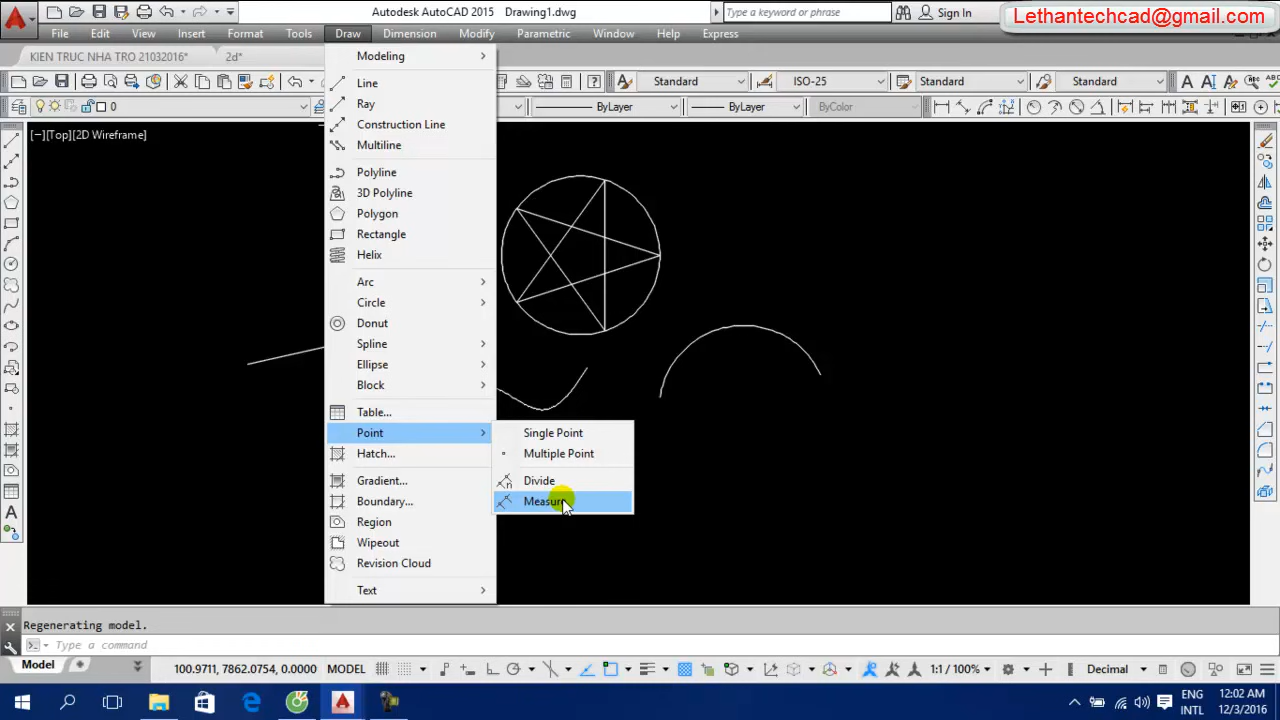 Autodesk AutoCAD 2015 Drawing1.dwg
Type a keyword or phrase
Sign In
Lethantechcad@gmail.com
File Edit View Insert Format Tools Draw Dimension Modify Parametric Window Help Express
KIEN TRUC NHA TRO 21032016* 2d*
Standard ISO-25 Standard Standard
0 ByLayer ByLayer ByColor
[−][Top][2D Wireframe]
Modeling
Line
Ray
Construction Line
Multiline
Polyline
3D Polyline
Polygon
Rectangle
Helix
Arc
Circle
Donut
Spline
Ellipse
Block
Table...
Point
Hatch...
Gradient...
Boundary...
Region
Wipeout
Revision Cloud
Text
Single Point
Multiple Point
Divide
Measure
Regenerating model.
Type a command
Model
100.9711, 7862.0754, 0.0000 MODEL 1:1 / 100% Decimal
ENG
INTL
12:02 AM
12/3/2016